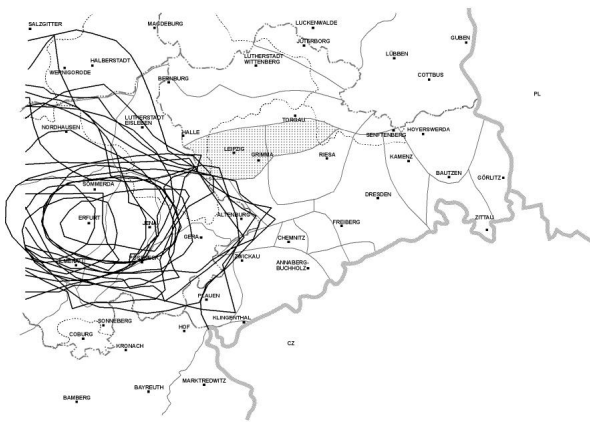 SALZGITTER
MAGDEBURG
LUCKENWALDE
GUBEN
JÜTERBORG
LÜBBEN
HALBERSTADT
WERNIGORODE
LUTHERSTADT
WITTENBERG
COTTBUS
BERNBURG
PL
NORDHAUSEN
LUTHERSTADT
EISLEBEN
HALLE
TORGAU
SENFTENBERG
HOYERSWERDA
LEIPZIG
GRIMMA
RIESA
KAMENZ
BAUTZEN
GÖRLITZ
SÖMMERDA
DRESDEN
ERFURT
JENA
ALTENBURG
FREIBERG
ZITTAU
GERA
CHEMNITZ
ZWICKAU
ANNABERG-
BUCHHOLZ
PLAUEN
KLINGENTHAL
SONNEBERG
HOF
COBURG
KRONACH
CZ
MARKTREDWITZ
BAYREUTH
BAMBERG